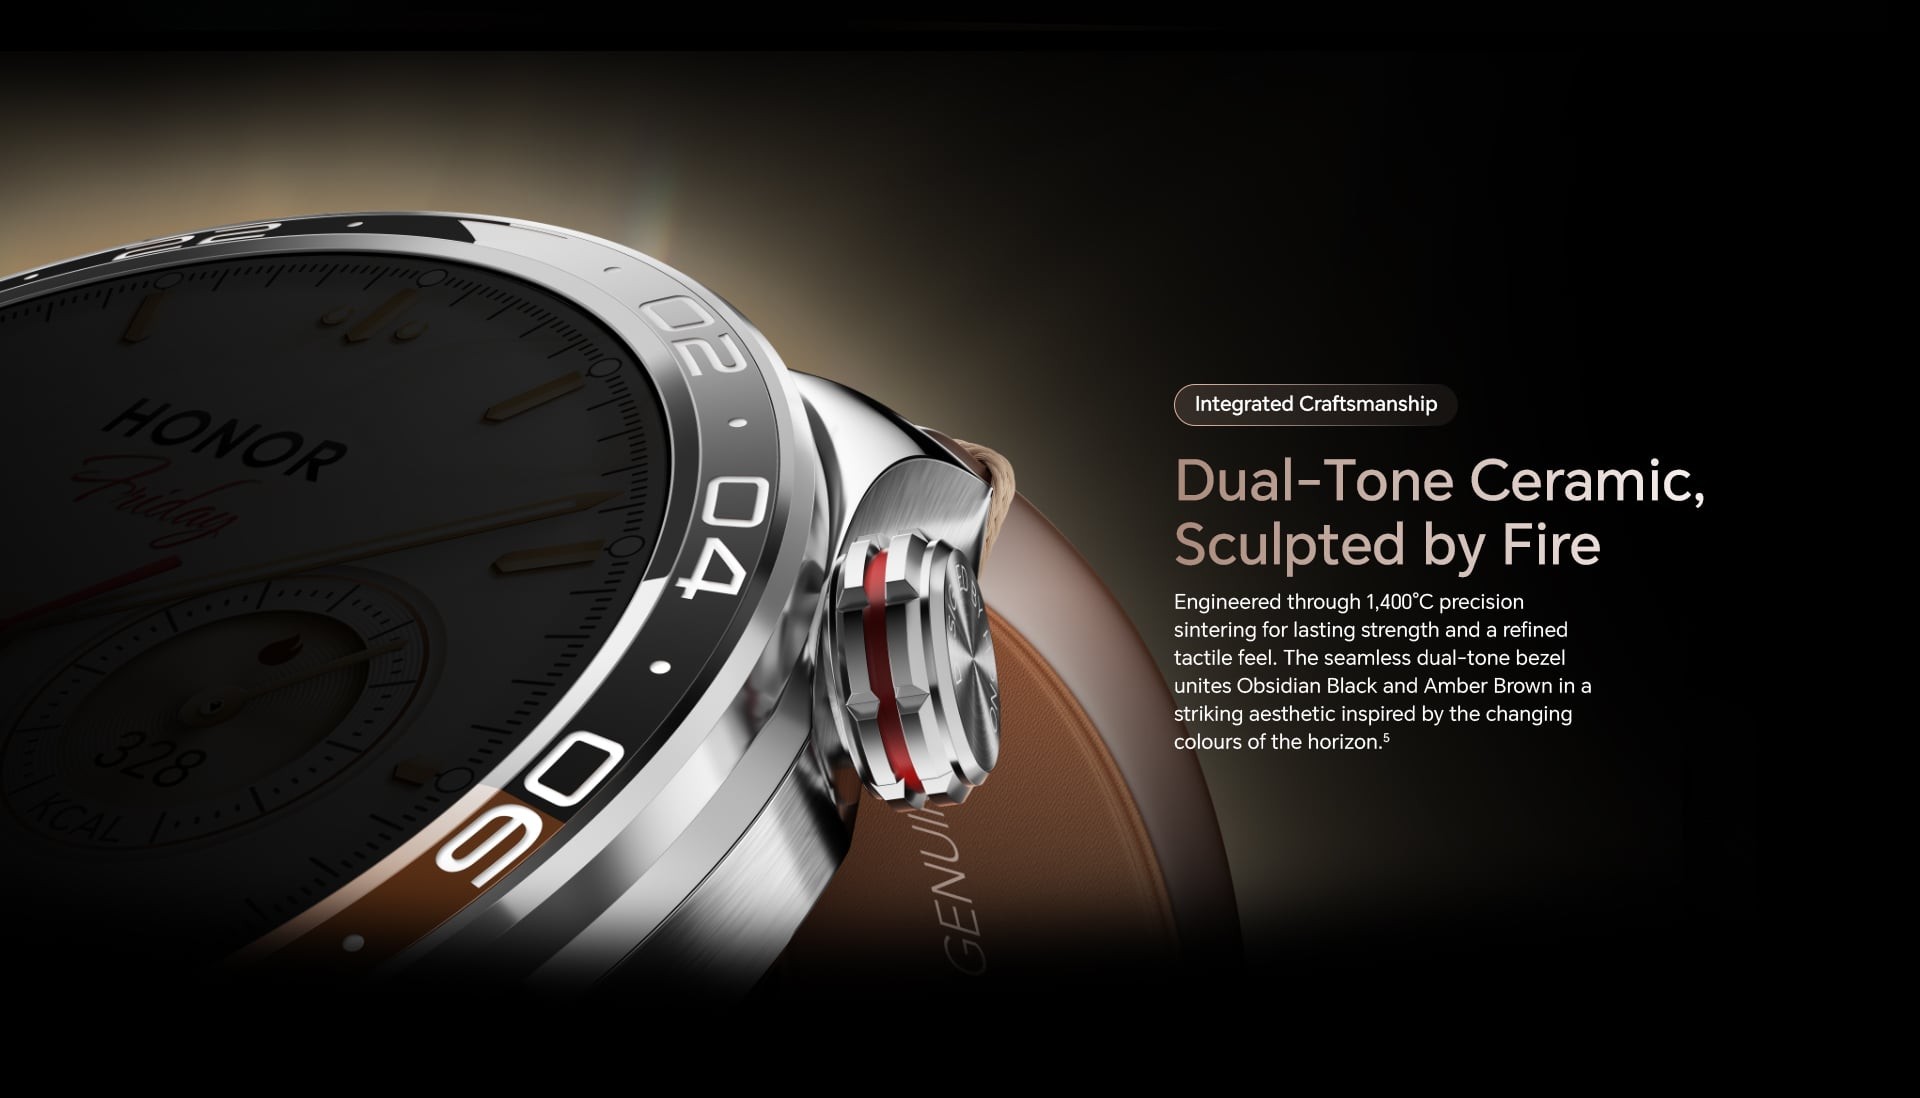 22
02
04
06
HONOR
Friday
328
KCAL
GENUIN
Integrated Craftsmanship
Dual-Tone Ceramic,
Sculpted by Fire
Engineered through 1,400°C precision
sintering for lasting strength and a refined
tactile feel. The seamless dual-tone bezel
unites Obsidian Black and Amber Brown in a
striking aesthetic inspired by the changing
colours of the horizon.⁵